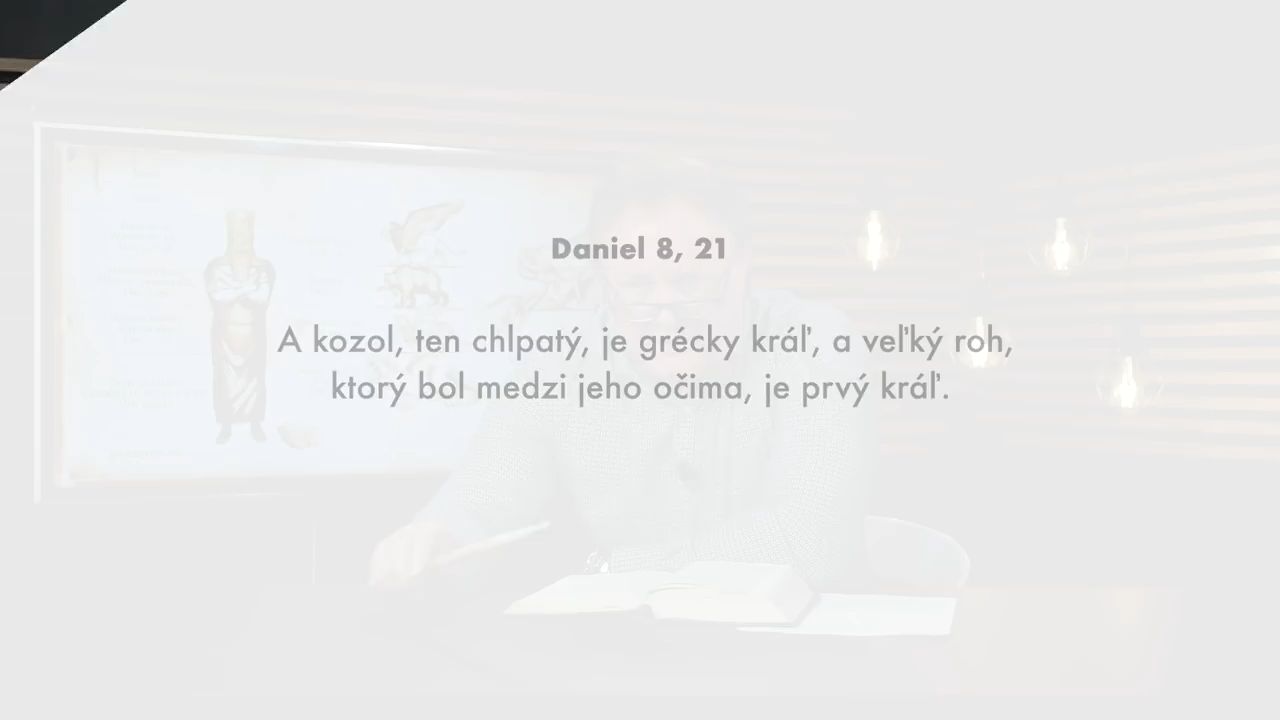 Daniel 8, 21
A kozol, ten chlpatý, je grécky kráľ, a veľký roh,
ktorý bol medzi jeho očima, je prvý kráľ.